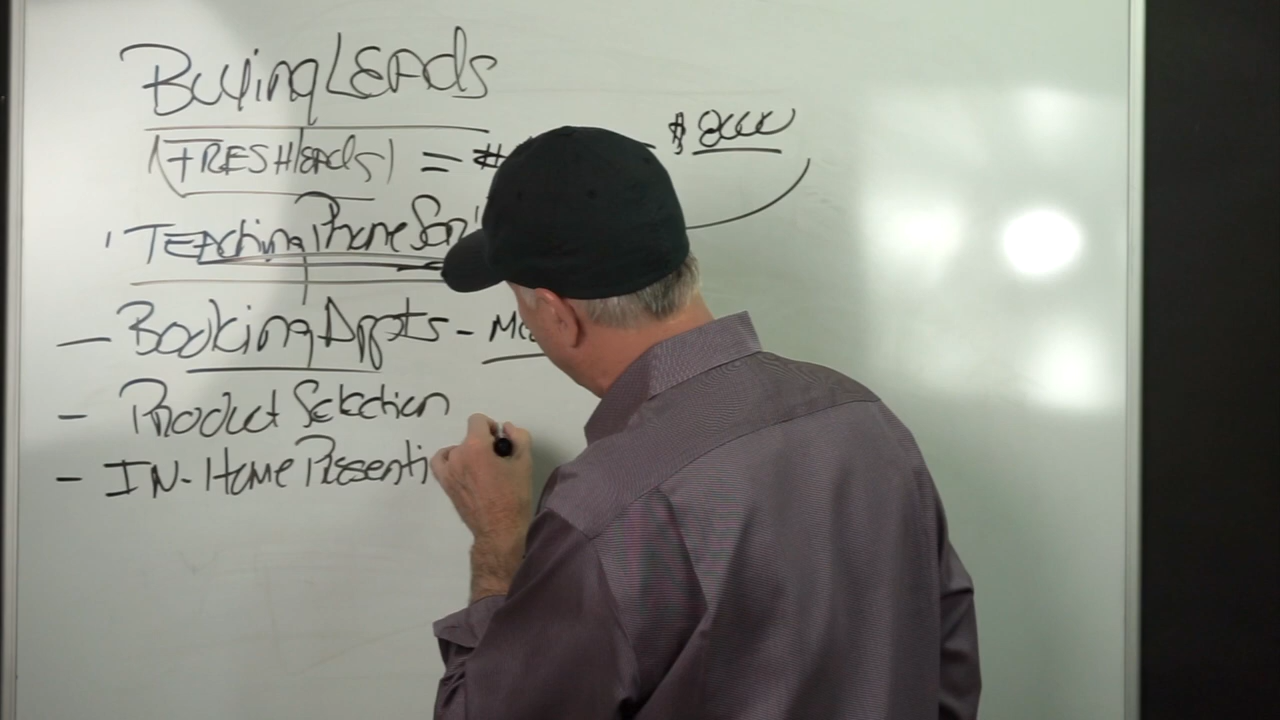 Buying LEADS
(FRESH leads) = # $ 2000
'TEAching Phone Scri'
- Booking Appts -
- Product Selection
- IN-Home Presenti